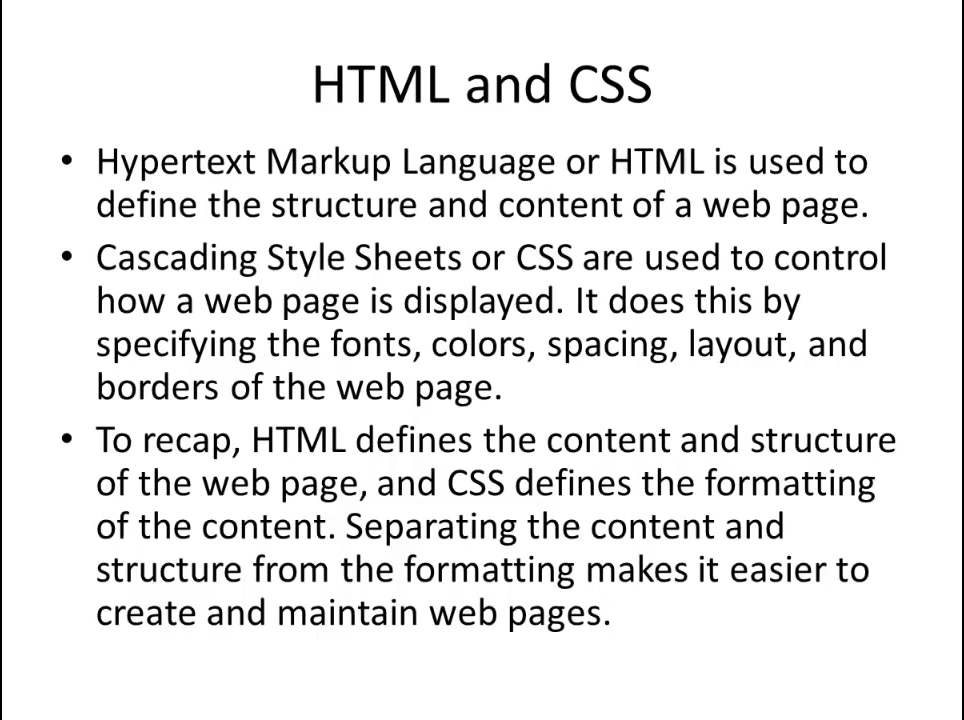 HTML and CSS
• Hypertext Markup Language or HTML is used to
define the structure and content of a web page.
• Cascading Style Sheets or CSS are used to control
how a web page is displayed. It does this by
specifying the fonts, colors, spacing, layout, and
borders of the web page.
• To recap, HTML defines the content and structure
of the web page, and CSS defines the formatting
of the content. Separating the content and
structure from the formatting makes it easier to
create and maintain web pages.